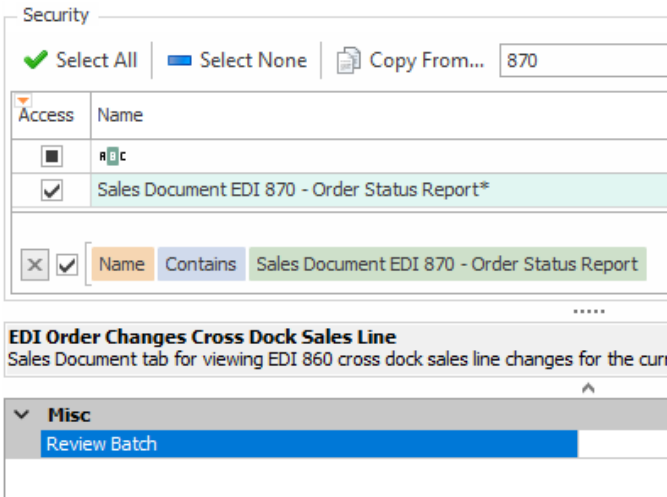 Security
Select All Select None Copy From... 870
Access Name
ABC
Sales Document EDI 870 - Order Status Report*
Name Contains Sales Document EDI 870 - Order Status Report
EDI Order Changes Cross Dock Sales Line
Sales Document tab for viewing EDI 860 cross dock sales line changes for the cur
Misc
Review Batch